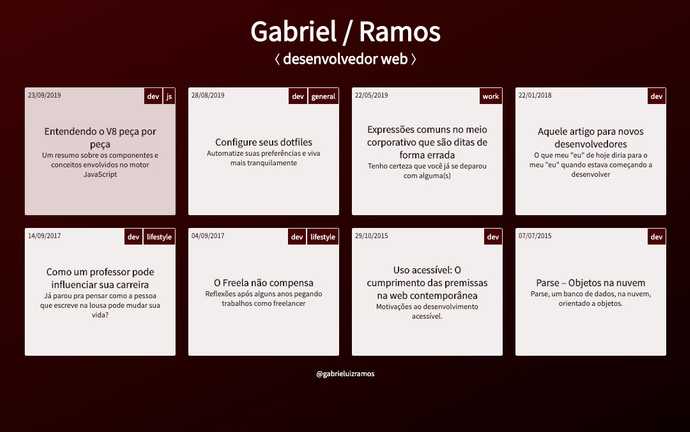 Gabriel / Ramos
〈 desenvolvedor web 〉
23/09/2019 dev js
Entendendo o V8 peça por
peça
Um resumo sobre os componentes e
conceitos envolvidos no motor
JavaScript
28/08/2019 dev general
Configure seus dotfiles
Automatize suas preferências e viva
mais tranquilamente
22/05/2019 work
Expressões comuns no meio
corporativo que são ditas de
forma errada
Tenho certeza que você já se deparou
com alguma(s)
22/01/2018 dev
Aquele artigo para novos
desenvolvedores
O que meu "eu" de hoje diria para o
meu "eu" quando estava começando a
desenvolver
14/09/2017 dev lifestyle
Como um professor pode
influenciar sua carreira
Já parou pra pensar como a pessoa
que escreve na lousa pode mudar sua
vida?
04/09/2017 dev lifestyle
O Freela não compensa
Reflexões após alguns anos pegando
trabalhos como freelancer
29/10/2015 dev
Uso acessível: O
cumprimento das premissas
na web contemporânea
Motivações ao desenvolvimento
acessível.
07/07/2015 dev
Parse – Objetos na nuvem
Parse, um banco de dados, na nuvem,
orientado a objetos.
@gabrieluizramos